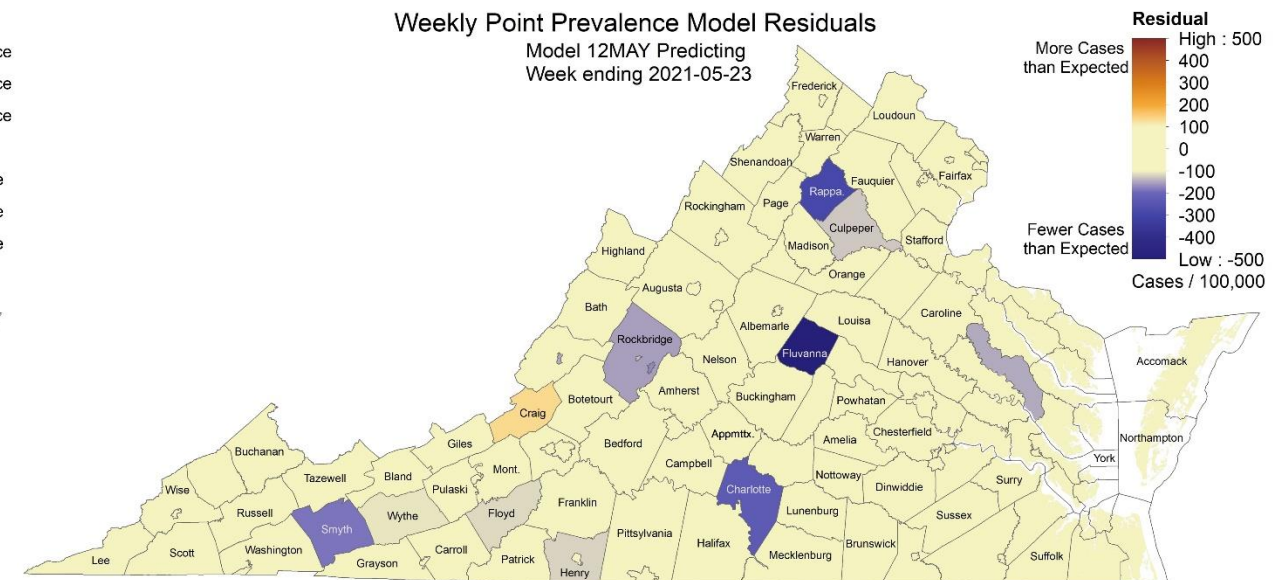 Weekly Point Prevalence Model Residuals
Model 12MAY Predicting
Week ending 2021-05-23
Residual
More Cases
than Expected
High : 500
400
300
200
100
0
-100
-200
-300
-400
Low : -500
Fewer Cases
than Expected
Cases / 100,000
ce
ce
ce
e
e
e
Frederick
Loudoun
Warren
Shenandoah
Fairfax
Fauquier
Rappa.
Page
Rockingham
Culpeper
Stafford
Madison
Highland
Orange
Augusta
Bath
Caroline
Louisa
Albemarle
Rockbridge
Fluvanna
Nelson
Hanover
Accomack
Amherst
Buckingham
Botetourt
Powhatan
Craig
Appmttx.
Chesterfield
Amelia
Northampton
Bedford
Giles
Buchanan
York
Campbell
Mont.
Nottoway
Tazewell
Bland
Surry
Dinwiddie
Charlotte
Pulaski
Wise
Franklin
Lunenburg
Russell
Wythe
Floyd
Sussex
Smyth
Pittsylvania
Halifax
Brunswick
Washington
Carroll
Scott
Mecklenburg
Suffolk
Patrick
Lee
Grayson
Henry